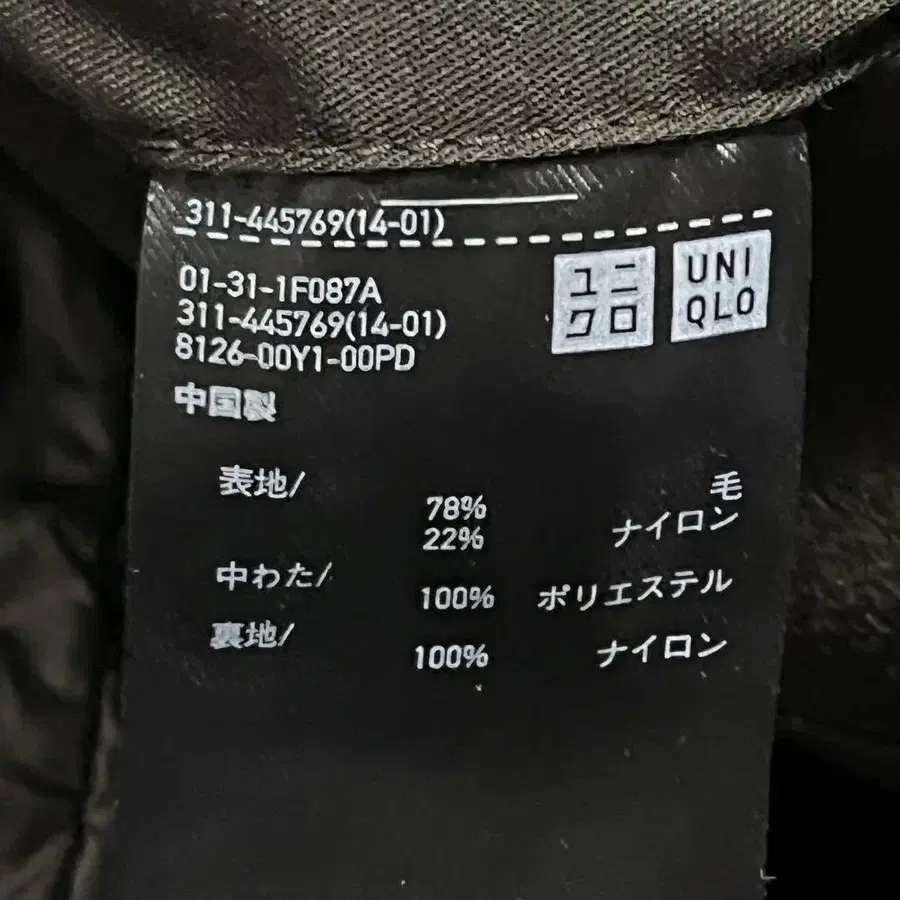 311-445769(14-01)
ユニ
クロ
UNI
QLO
01-31-1F087A
311-445769(14-01)
8126-00Y1-00PD
中国製
表地/
78% 毛
22% ナイロン
中わた/
100% ポリエステル
裏地/
100% ナイロン